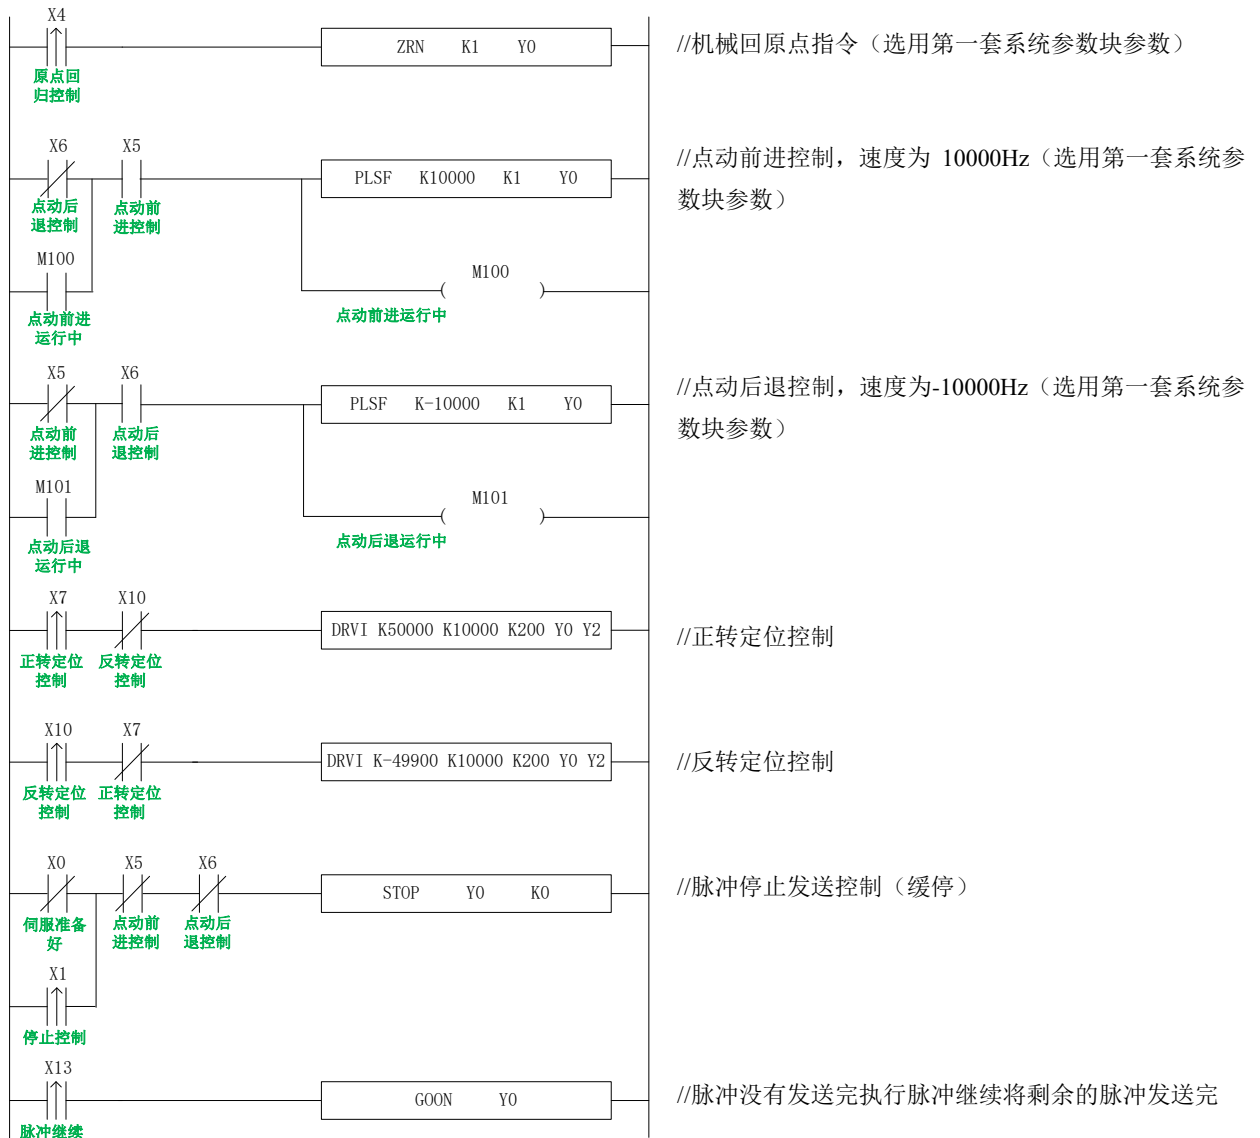 X4
ZRN K1 Y0
//机械回原点指令（选用第一套系统参数块参数）
原点回
归控制
X6 X5
PLSF K10000 K1 Y0
//点动前进控制，速度为 10000Hz（选用第一套系统参
数块参数）
点动后 点动前
退控制 进控制
M100
M100
( )
点动前进 点动前进运行中
运行中
X5 X6
PLSF K-10000 K1 Y0
//点动后退控制，速度为-10000Hz（选用第一套系统参
数块参数）
点动前 点动后
进控制 退控制
M101
M101
( )
点动后退 点动后退运行中
运行中
X7 X10
DRVI K50000 K10000 K200 Y0 Y2
//正转定位控制
正转定位 反转定位
控制 控制
X10 X7
DRVI K-49900 K10000 K200 Y0 Y2
//反转定位控制
反转定位 正转定位
控制 控制
X0 X5 X6
STOP Y0 K0
//脉冲停止发送控制（缓停）
伺服准备 点动前 点动后
好 进控制 退控制
X1
停止控制
X13
GOON Y0
//脉冲没有发送完执行脉冲继续将剩余的脉冲发送完
脉冲继续